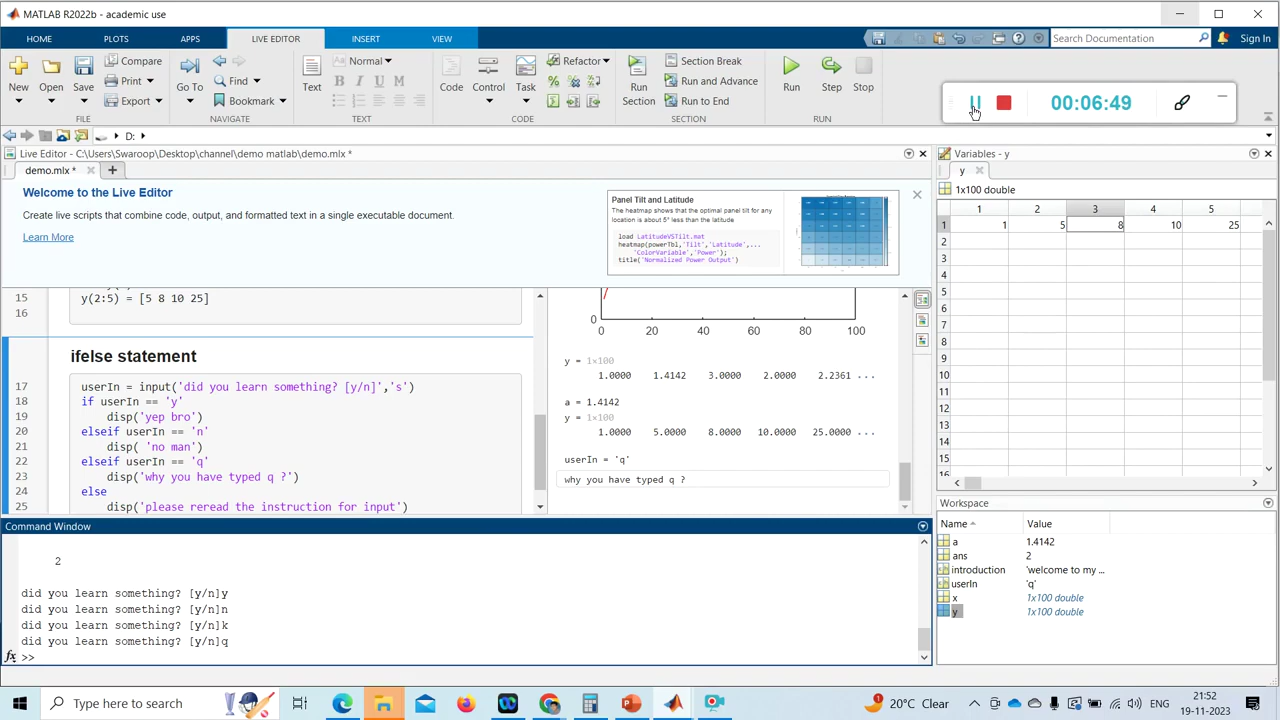 MATLAB R2022b - academic use
HOME PLOTS APPS LIVE EDITOR INSERT VIEW
Search Documentation
Sign In
New Open Save
Compare
Print
Export
FILE
Go To
Find
Bookmark
NAVIGATE
Text
Normal
B I U M
TEXT
Code Control Task
Refactor
CODE
Run Section
Section Break
Run and Advance
Run to End
SECTION
Run Step Stop
RUN
00:06:49
D:
Live Editor - C:\Users\Swaroop\Desktop\channel\demo matlab\demo.mlx *
demo.mlx *
Welcome to the Live Editor
Create live scripts that combine code, output, and formatted text in a single executable document.
Learn More
Panel Tilt and Latitude
The heatmap shows that the optimal panel tilt for any
location is about 5° less than the latitude
load LatitudeVSTilt.mat
heatmap(powerTbl,'Tilt','Latitude',...
'ColorVariable','Power');
title('Normalized Power Output')
15 y(2:5) = [5 8 10 25]
16
ifelse statement
17 userIn = input('did you learn something? [y/n]','s')
18 if userIn == 'y'
19 disp('yep bro')
20 elseif userIn == 'n'
21 disp( 'no man')
22 elseif userIn == 'q'
23 disp('why you have typed q ?')
24 else
25 disp('please reread the instruction for input')
0
0 20 40 60 80 100
y = 1×100
1.0000 1.4142 3.0000 2.0000 2.2361 ...
a = 1.4142
y = 1×100
1.0000 5.0000 8.0000 10.0000 25.0000 ...
userIn = 'q'
why you have typed q ?
Variables - y
y
1x100 double
1 2 3 4 5
1 1 5 8 10 25
2
3
4
5
6
7
8
9
10
11
12
13
14
15
16
Workspace
Name Value
a 1.4142
ans 2
introduction 'welcome to my ...
userIn 'q'
x 1x100 double
y 1x100 double
Command Window
2
did you learn something? [y/n]y
did you learn something? [y/n]n
did you learn something? [y/n]k
did you learn something? [y/n]q
fx >>
Type here to search
20°C Clear
ENG
21:52
19-11-2023